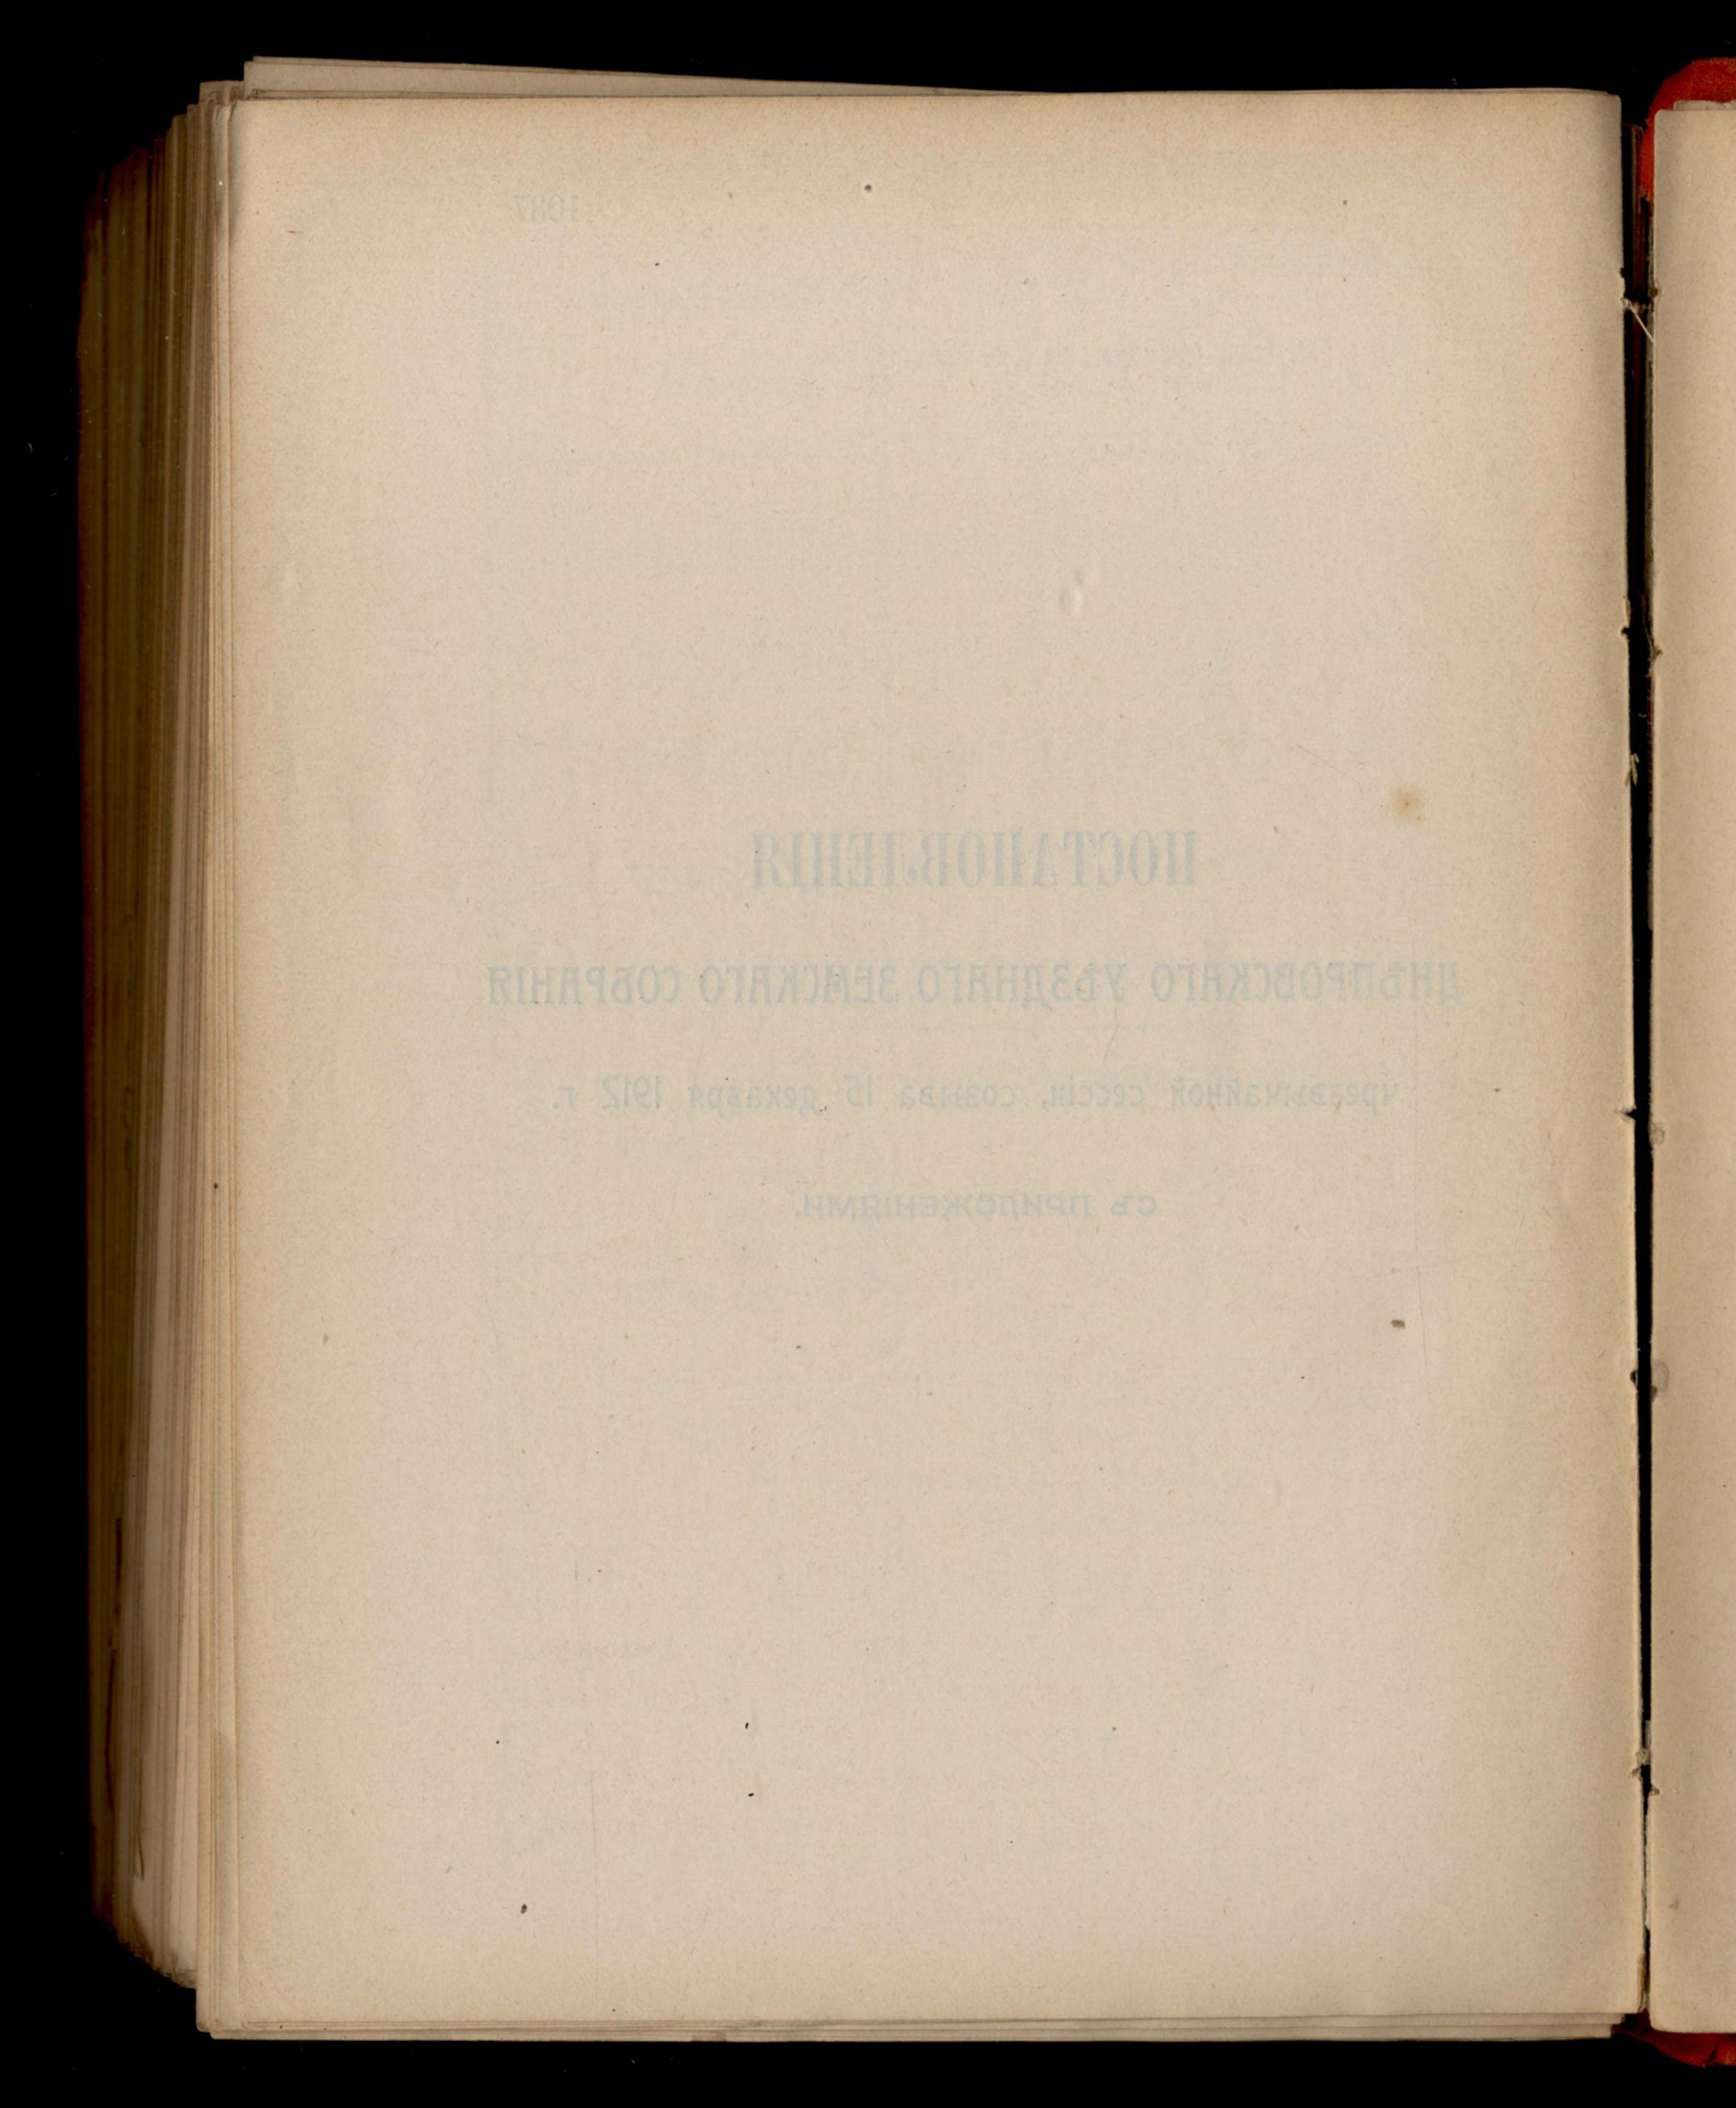 1087
ПОСТАНОВЛЕНІЯ
ДНѢПРОВСКАГО УѢЗДНАГО ЗЕМСКАГО СОБРАНІЯ
чрезвычайной сессіи, созыва 15 декабря 1912 г.
СЪ ПРИЛОЖЕНІЯМИ.